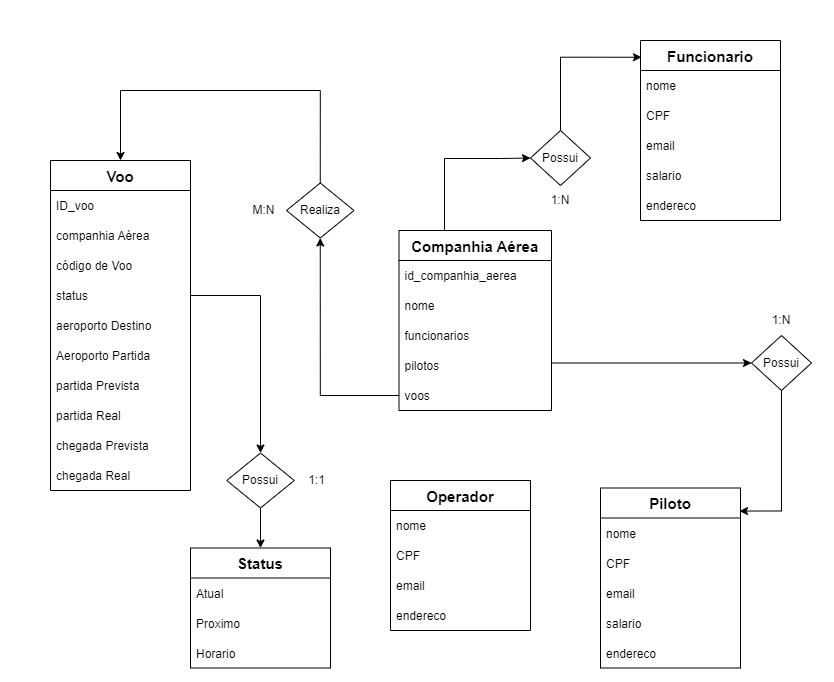 Funcionario
nome
CPF
email
salario
endereco
Possui
1:N
Voo
ID_voo
companhia Aérea
código de Voo
status
aeroporto Destino
Aeroporto Partida
partida Prevista
partida Real
chegada Prevista
chegada Real
M:N
Realiza
Companhia Aérea
id_companhia_aerea
nome
funcionarios
pilotos
voos
1:N
Possui
Possui
1:1
Status
Atual
Proximo
Horario
Operador
nome
CPF
email
endereco
Piloto
nome
CPF
email
salario
endereco